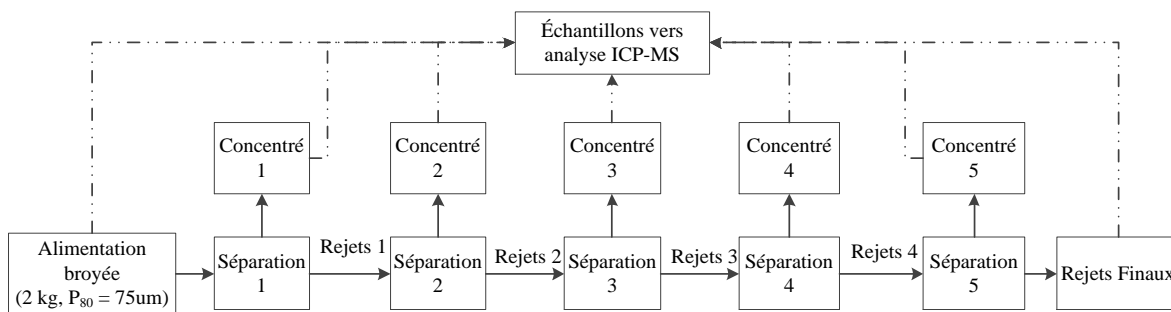 Échantillons vers
analyse ICP-MS
Concentré
1
Concentré
2
Concentré
3
Concentré
4
Concentré
5
Alimentation
broyée
(2 kg, P80 = 75um)
Séparation
1
Rejets 1
Séparation
2
Rejets 2
Séparation
3
Rejets 3
Séparation
4
Rejets 4
Séparation
5
Rejets Finaux